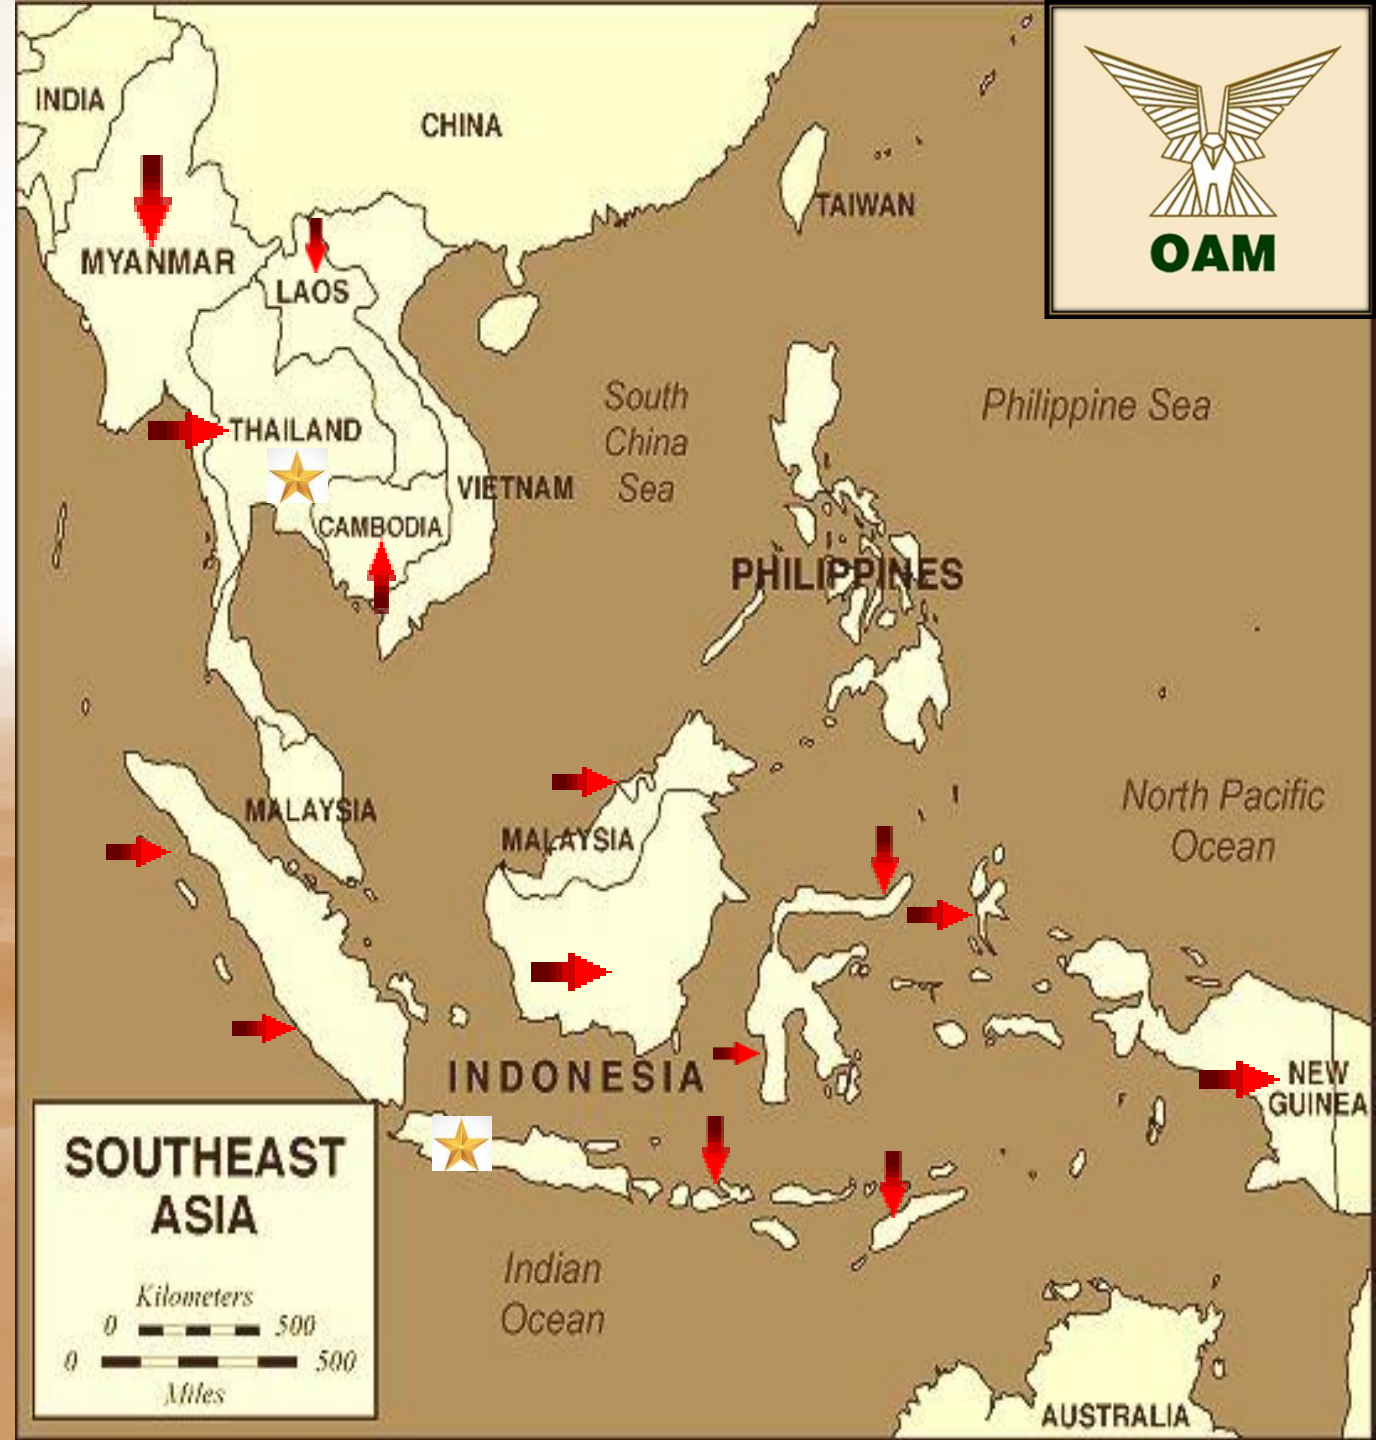 INDIA
CHINA
OAM
TAIWAN
MYANMAR
LAOS
South
China
Sea
Philippine Sea
THAILAND
VIETNAM
CAMBODIA
PHILIPPINES
North Pacific
Ocean
MALAYSIA
MALAYSIA
INDONESIA
NEW
GUINEA
SOUTHEAST
ASIA
Kilometers
0 500
0 500
Miles
Indian
Ocean
AUSTRALIA